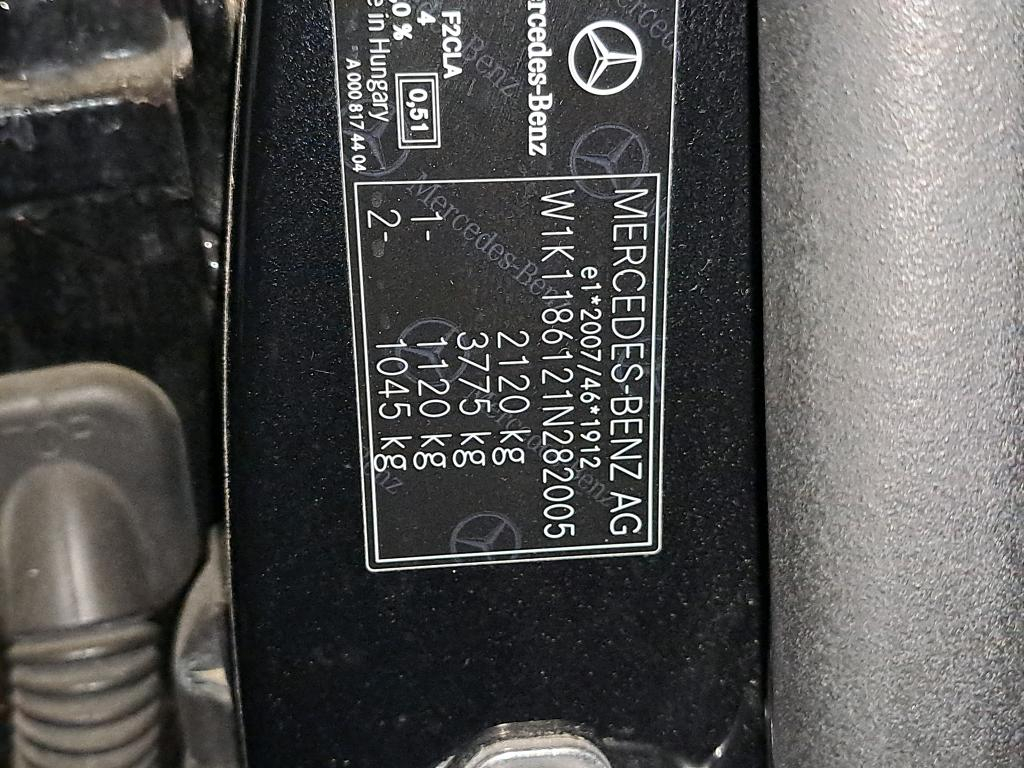 Mercedes-Benz
F2CLA
4
0,51
in Hungary
A 000 817 44 04
MERCEDES-BENZ AG
e1*2007/46*1912
W1K1186121N282005
2120 kg
3775 kg
1- 1120 kg
2- 1045 kg